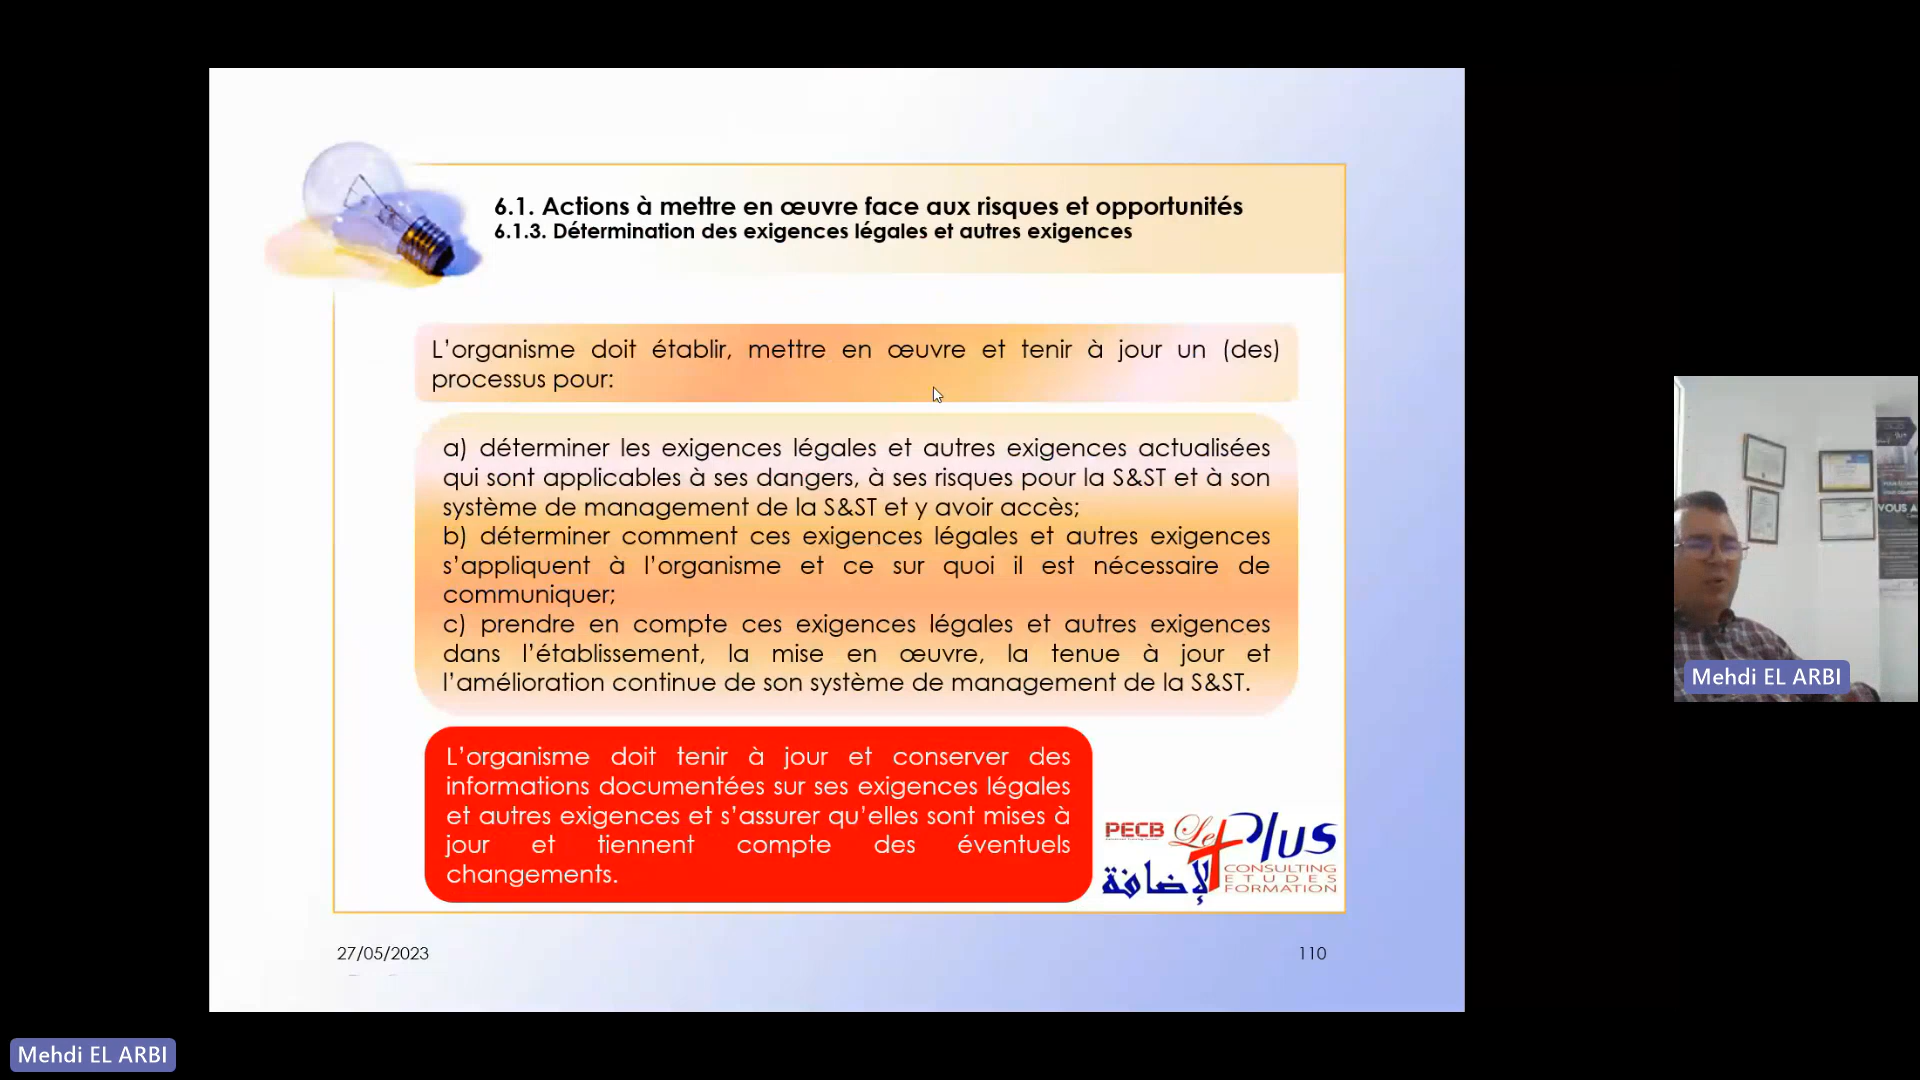 6.1. Actions à mettre en œuvre face aux risques et opportunités
6.1.3. Détermination des exigences légales et autres exigences
L’organisme doit établir, mettre en œuvre et tenir à jour un (des)
processus pour:
a) déterminer les exigences légales et autres exigences actualisées
qui sont applicables à ses dangers, à ses risques pour la S&ST et à son
système de management de la S&ST et y avoir accès;
b) déterminer comment ces exigences légales et autres exigences
s’appliquent à l’organisme et ce sur quoi il est nécessaire de
communiquer;
c) prendre en compte ces exigences légales et autres exigences
dans l’établissement, la mise en œuvre, la tenue à jour et
l’amélioration continue de son système de management de la S&ST.
L’organisme doit tenir à jour et conserver des
informations documentées sur ses exigences légales
et autres exigences et s’assurer qu’elles sont mises à
jour et tiennent compte des éventuels
changements.
PECB
Le Plus
الإضافة
CONSULTING
ETUDES
FORMATION
27/05/2023
110
VOUS A
Mehdi EL ARBI
Mehdi EL ARBI